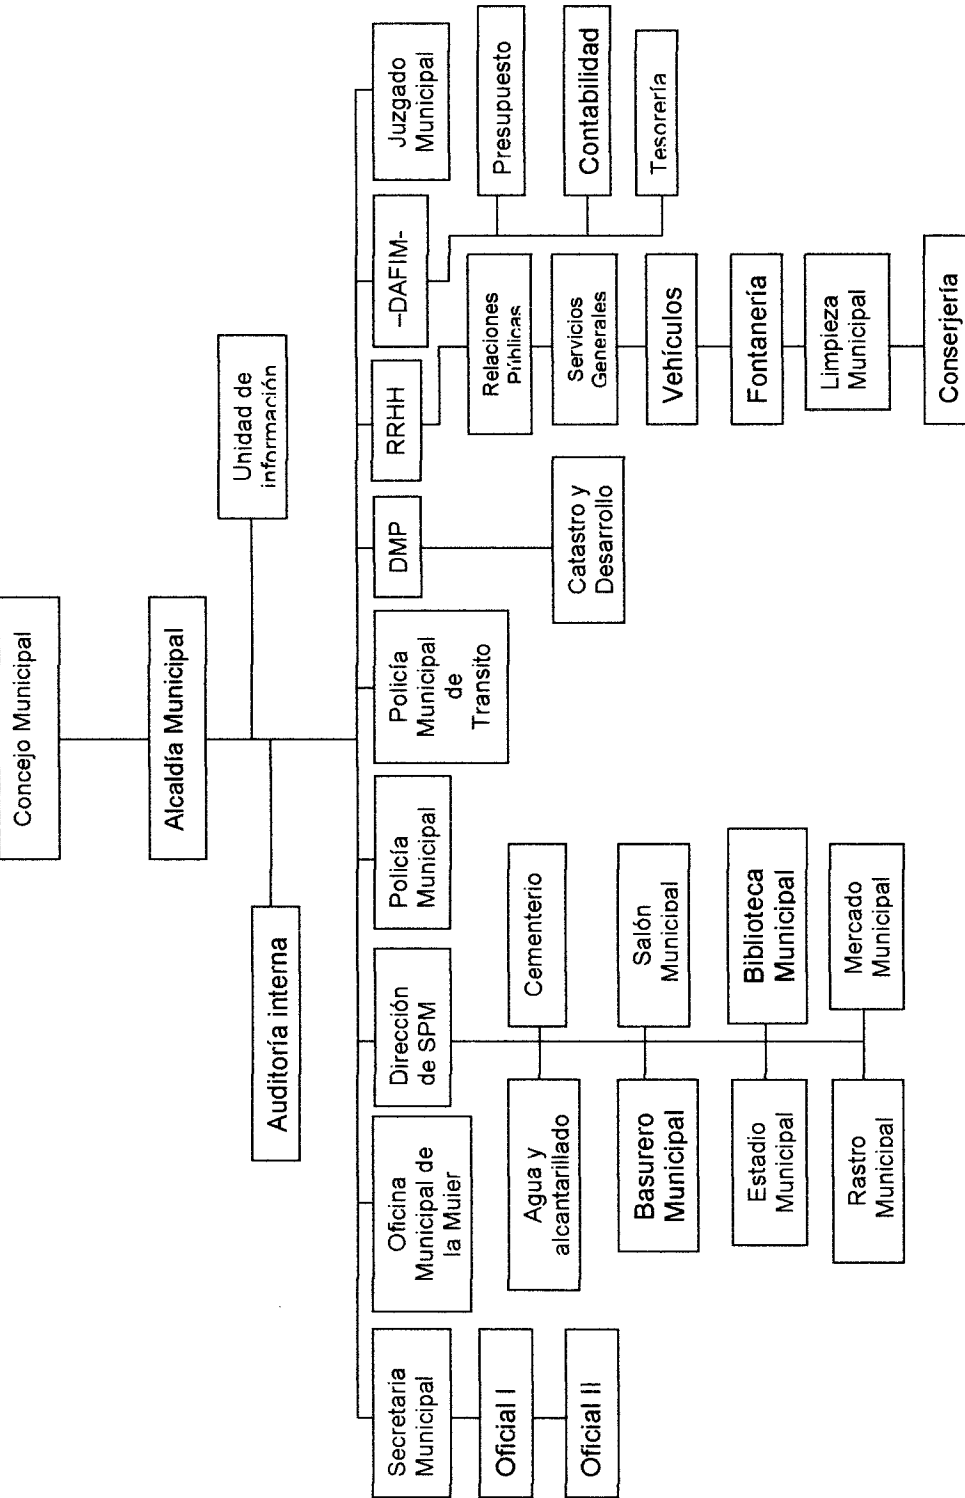 Concejo Municipal
Alcaldía Municipal
Unidad de
información
Auditoría interna
Secretaria
Municipal
Oficina
Municipal de
la Mujer
Dirección
de SPM
Policía
Municipal
Policía
Municipal
de
Transito
DMP
RRHH
--DAFIM-
Juzgado
Municipal
Oficial I
Oficial II
Agua y
alcantarillado
Cementerio
Basurero
Municipal
Salón
Municipal
Estadio
Municipal
Biblioteca
Municipal
Rastro
Municipal
Mercado
Municipal
Catastro y
Desarrollo
Relaciones
Públicas
Servicios
Generales
Vehículos
Fontanería
Limpieza
Municipal
Conserjería
Presupuesto
Contabilidad
Tesorería